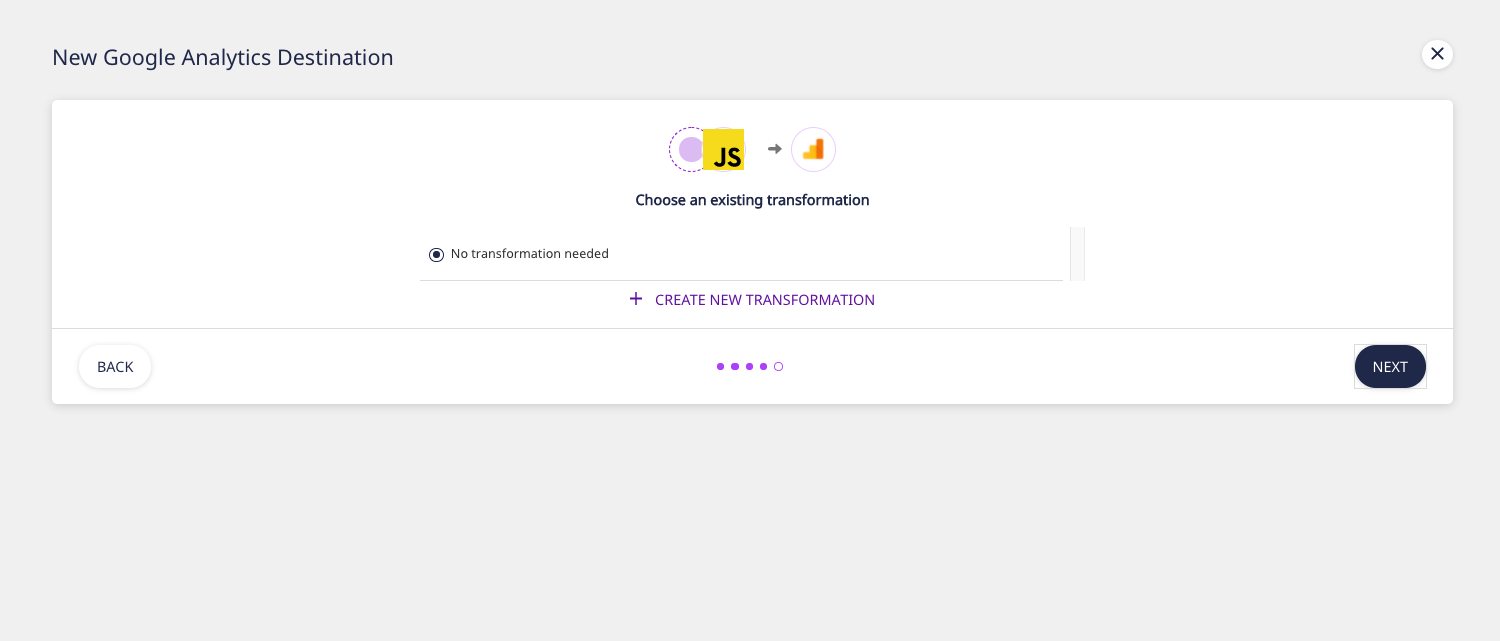 New Google Analytics Destination
JS
Choose an existing transformation
No transformation needed
CREATE NEW TRANSFORMATION
BACK
NEXT